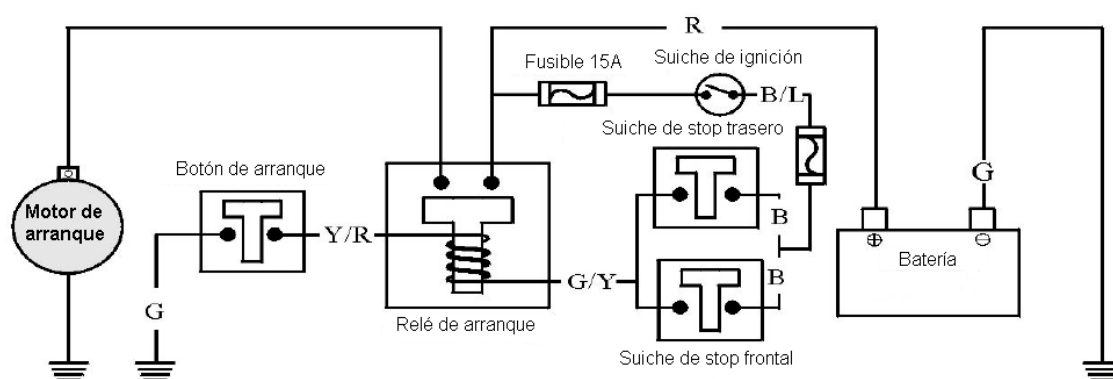 R
Fusible 15A
Suiche de ignición
B/L
Suiche de stop trasero
Botón de arranque
Motor de
arranque
Y/R
G/Y
B
B
G
G
Batería
Relé de arranque
Suiche de stop frontal